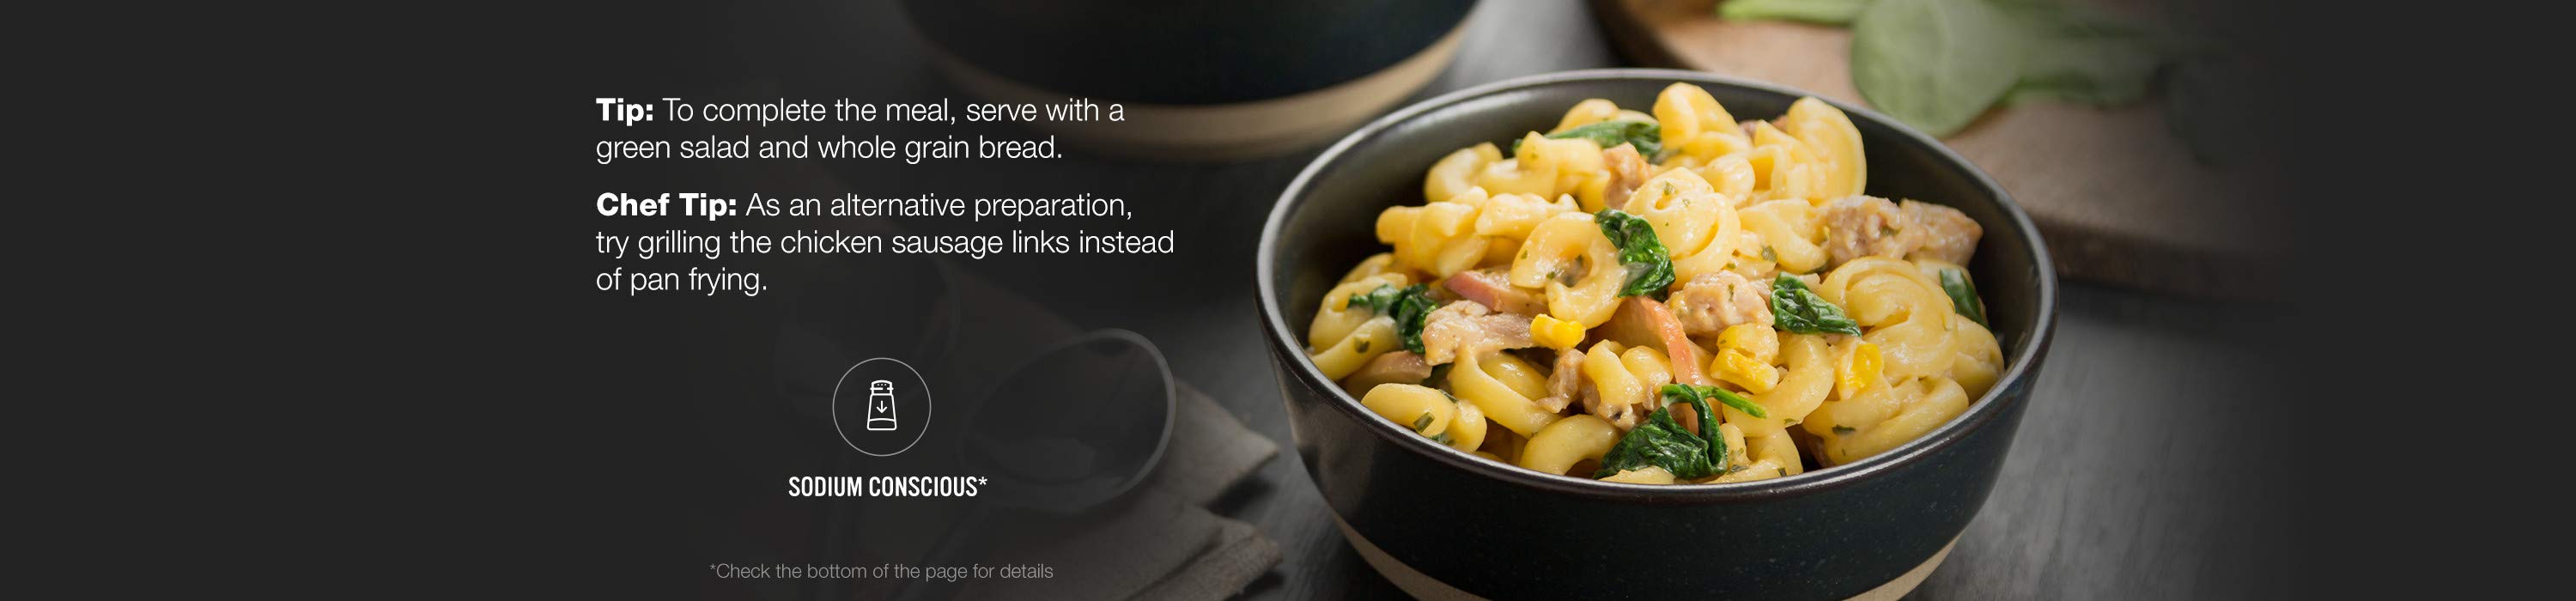 Tip: To complete the meal, serve with a
green salad and whole grain bread.
Chef Tip: As an alternative preparation,
try grilling the chicken sausage links instead
of pan frying.
SODIUM CONSCIOUS*
*Check the bottom of the page for details